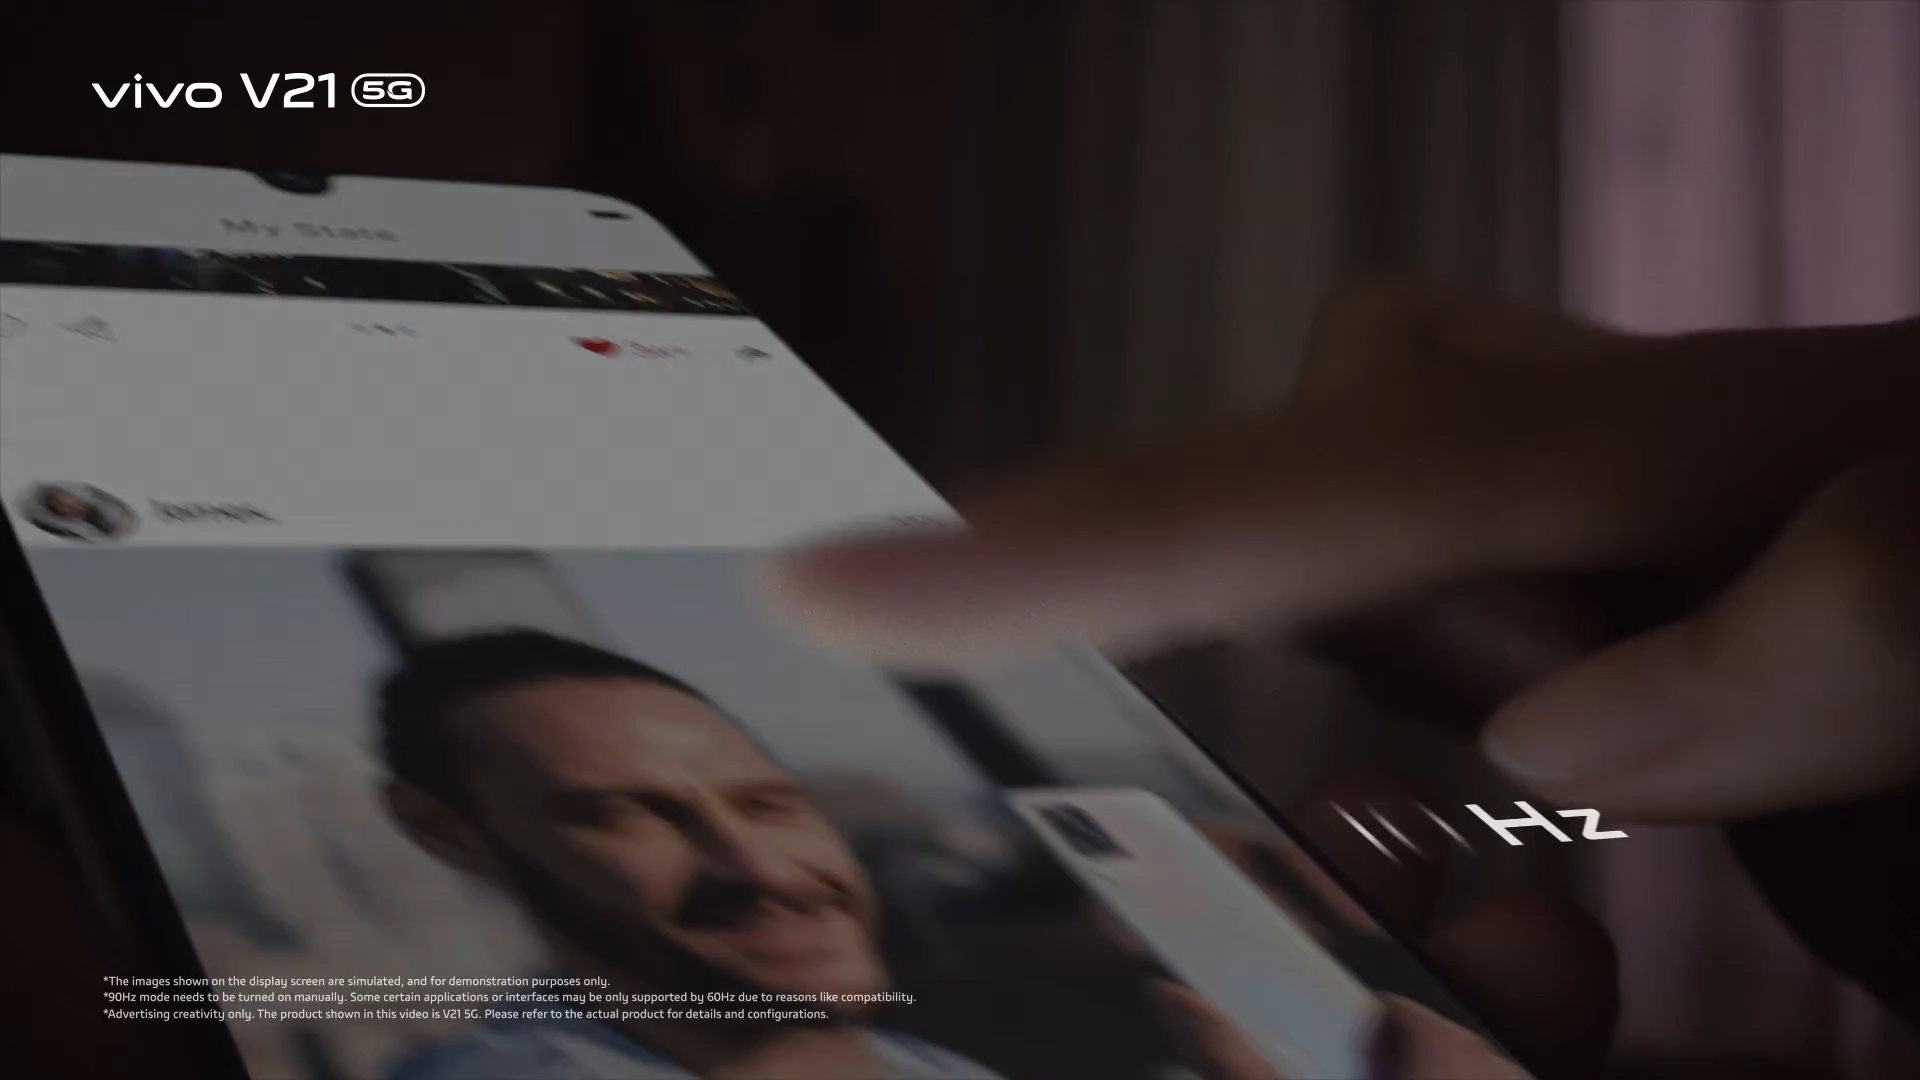 vivo V21 5G
My State
Hz
*The images shown on the display screen are simulated, and for demonstration purposes only.
*90Hz mode needs to be turned on manually. Some certain applications or interfaces may be only supported by 60Hz due to reasons like compatibility.
*Advertising creativity only. The product shown in this video is V21 5G. Please refer to the actual product for details and configurations.